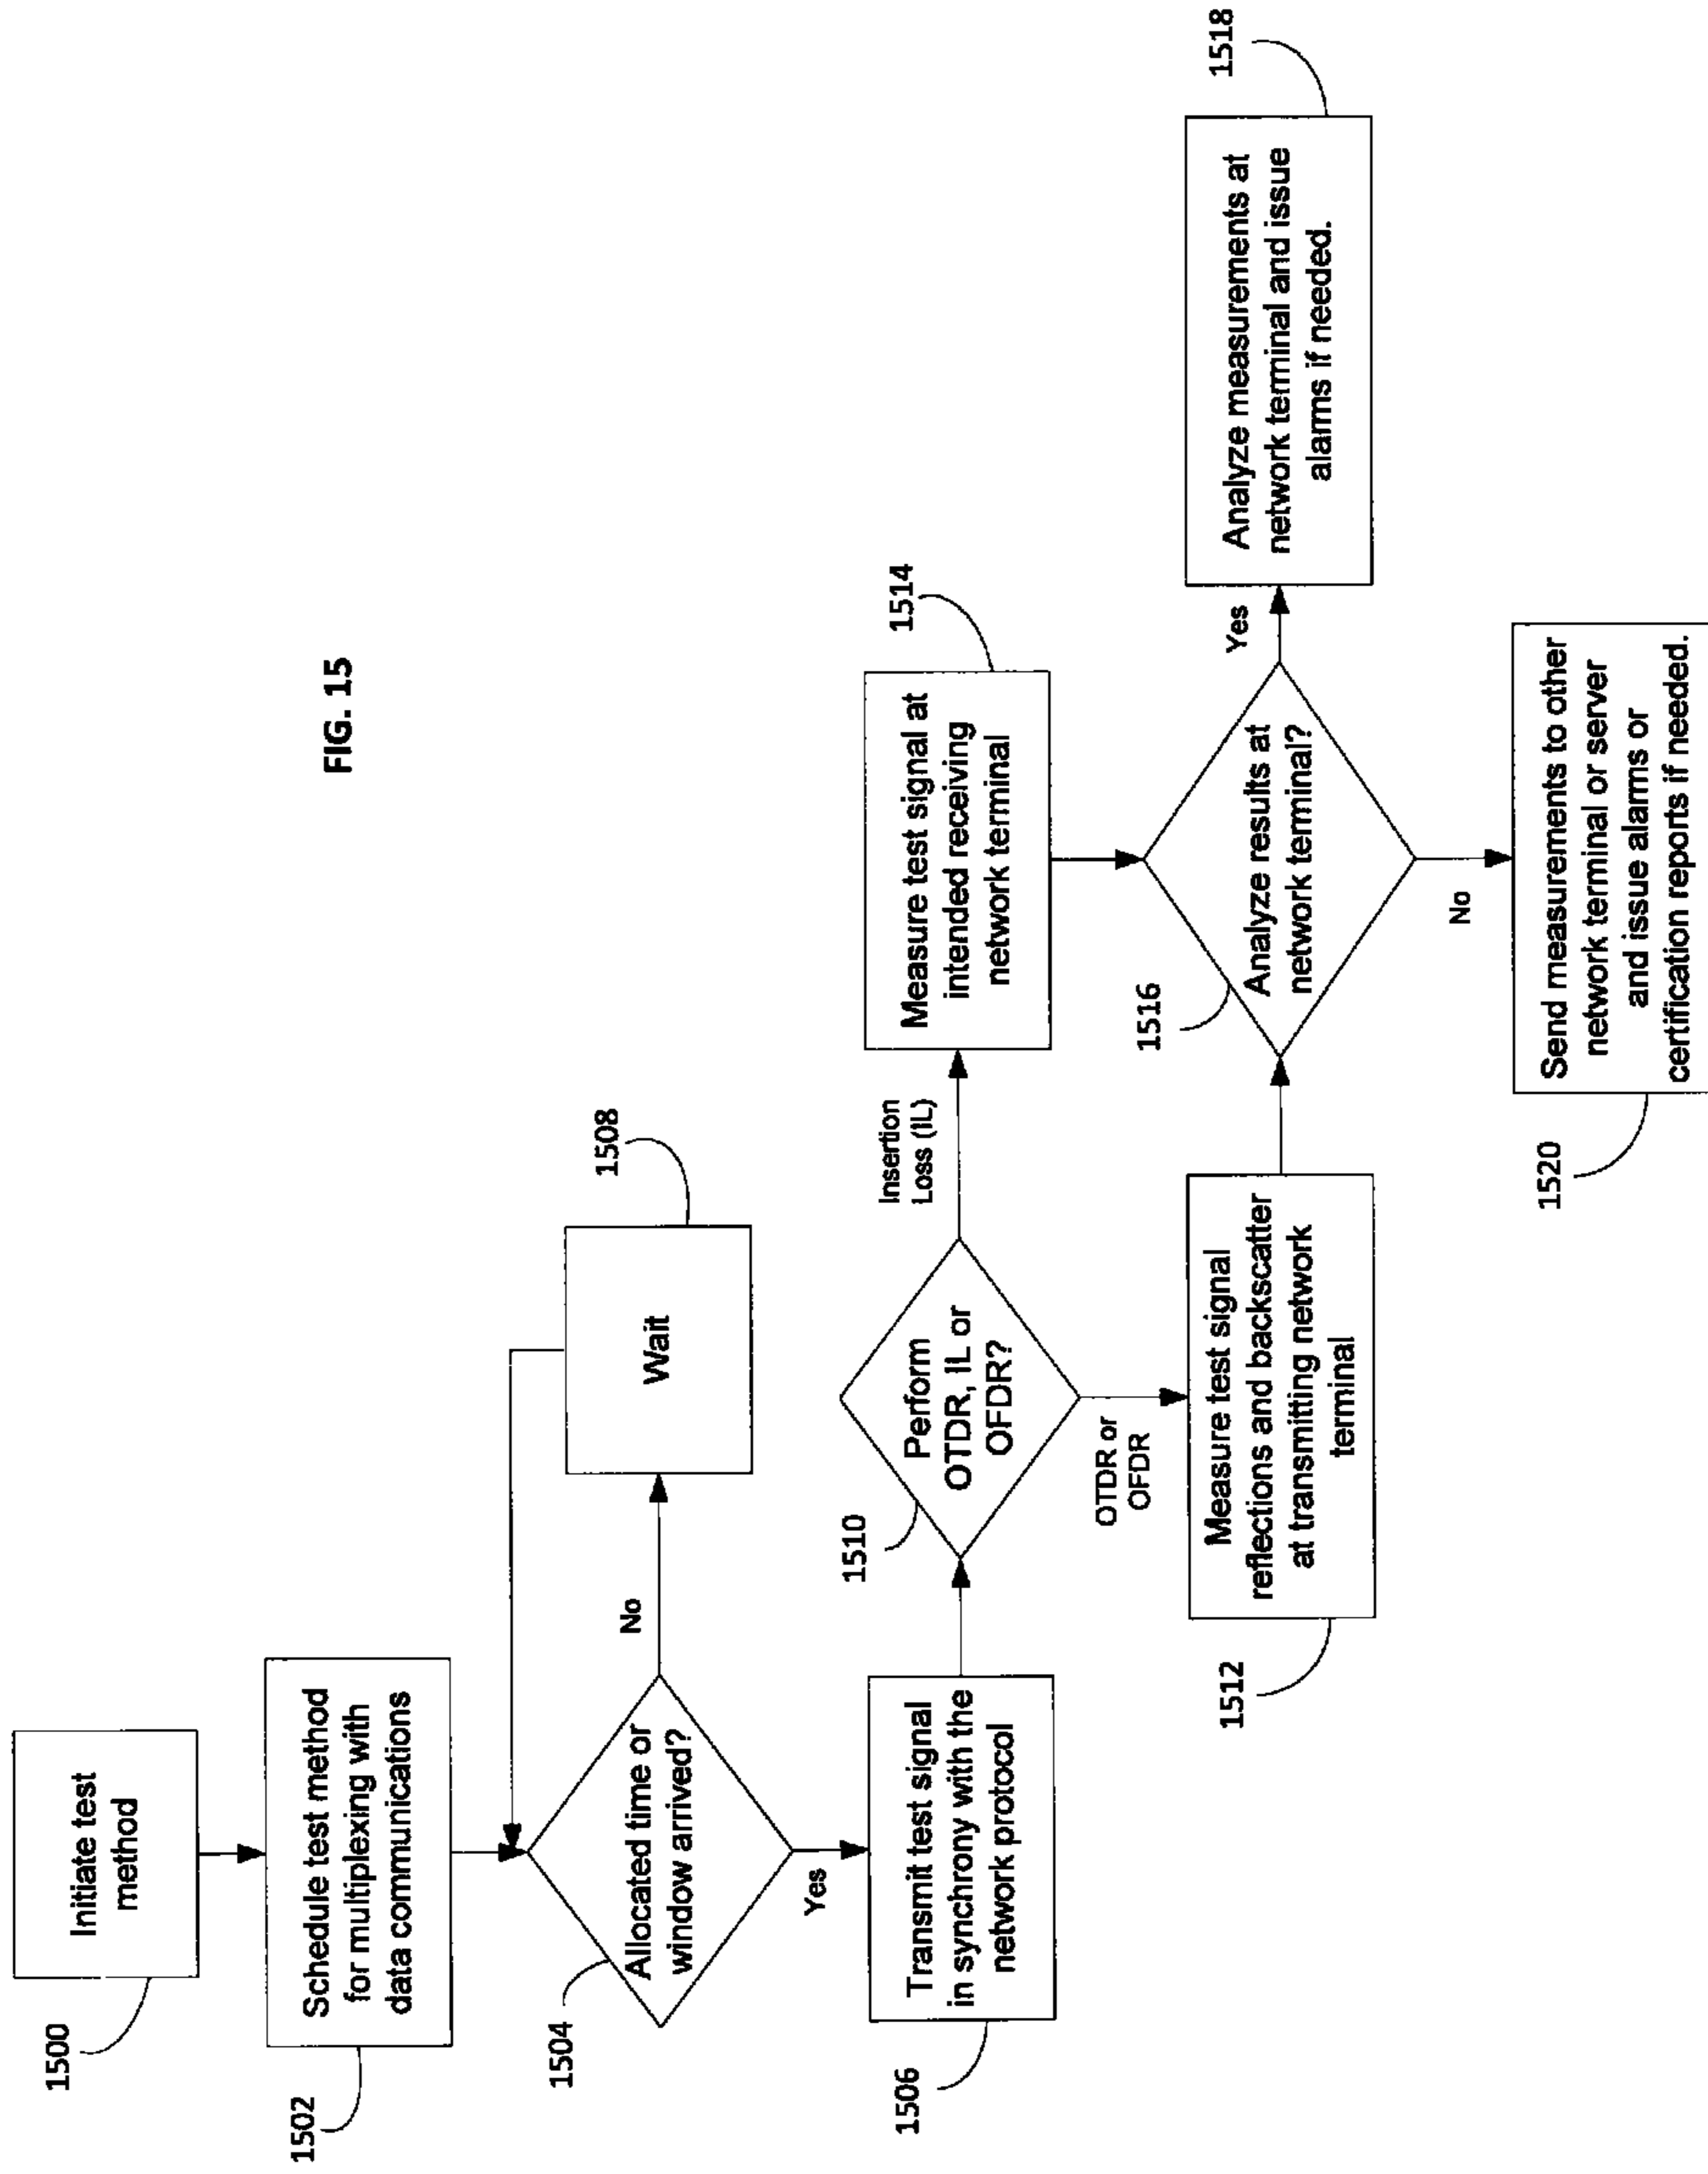 FIG. 15
1500
Initiate test
method
1502
Schedule test method
for multiplexing with
data communications
1504
Allocated time or
window arrived?
No
1508
Wait
Yes
1506
Transmit test signal
in synchrony with the
network protocol
1510
Perform
OTDR, IL or
OFDR?
Insertion
Loss (IL)
1514
Measure test signal at
intended receiving
network terminal
OTDR or
OFDR
1512
Measure test signal
reflections and backscatter
at transmitting network
terminal
1516
Analyze results at
network terminal?
Yes
1518
Analyze measurements at
network terminal and issue
alarms if needed.
No
1520
Send measurements to other
network terminal or server
and issue alarms or
certification reports if needed.